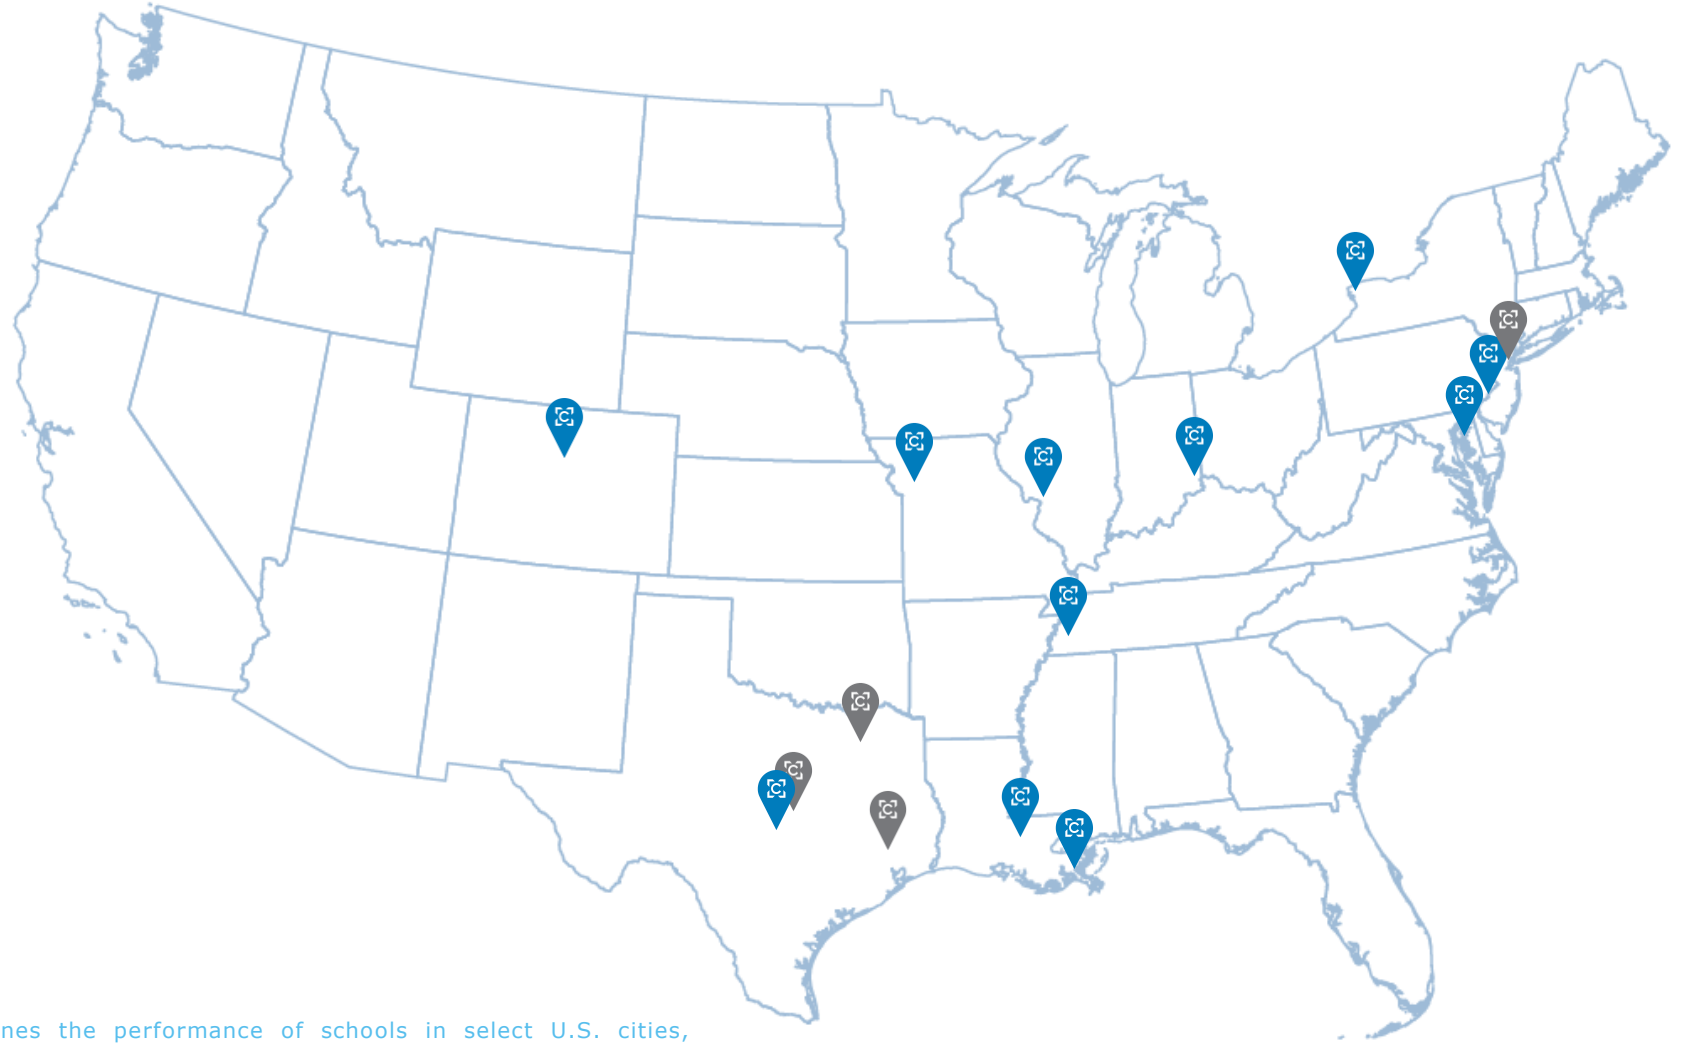 nes the performance of schools in select U.S. cities,